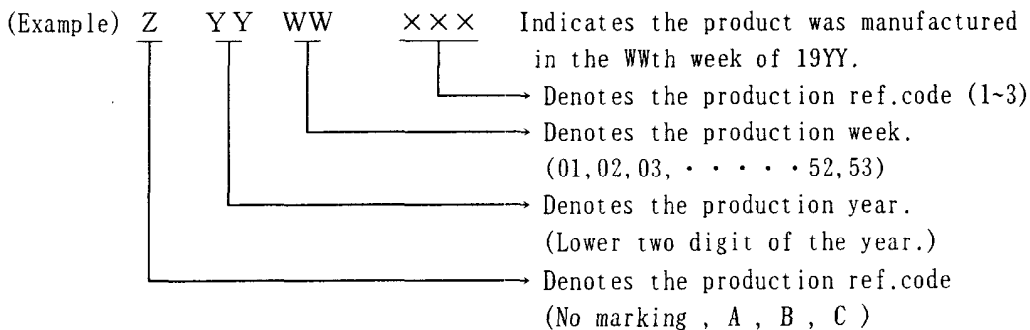 (Example) Z YY WW ××× Indicates the product was manufactured
in the WWth week of 19YY.
Denotes the production ref.code (1~3)
Denotes the production week.
(01,02,03, ・ ・ ・ ・ ・ 52,53)
Denotes the production year.
(Lower two digit of the year.)
Denotes the production ref.code
(No marking , A , B , C )